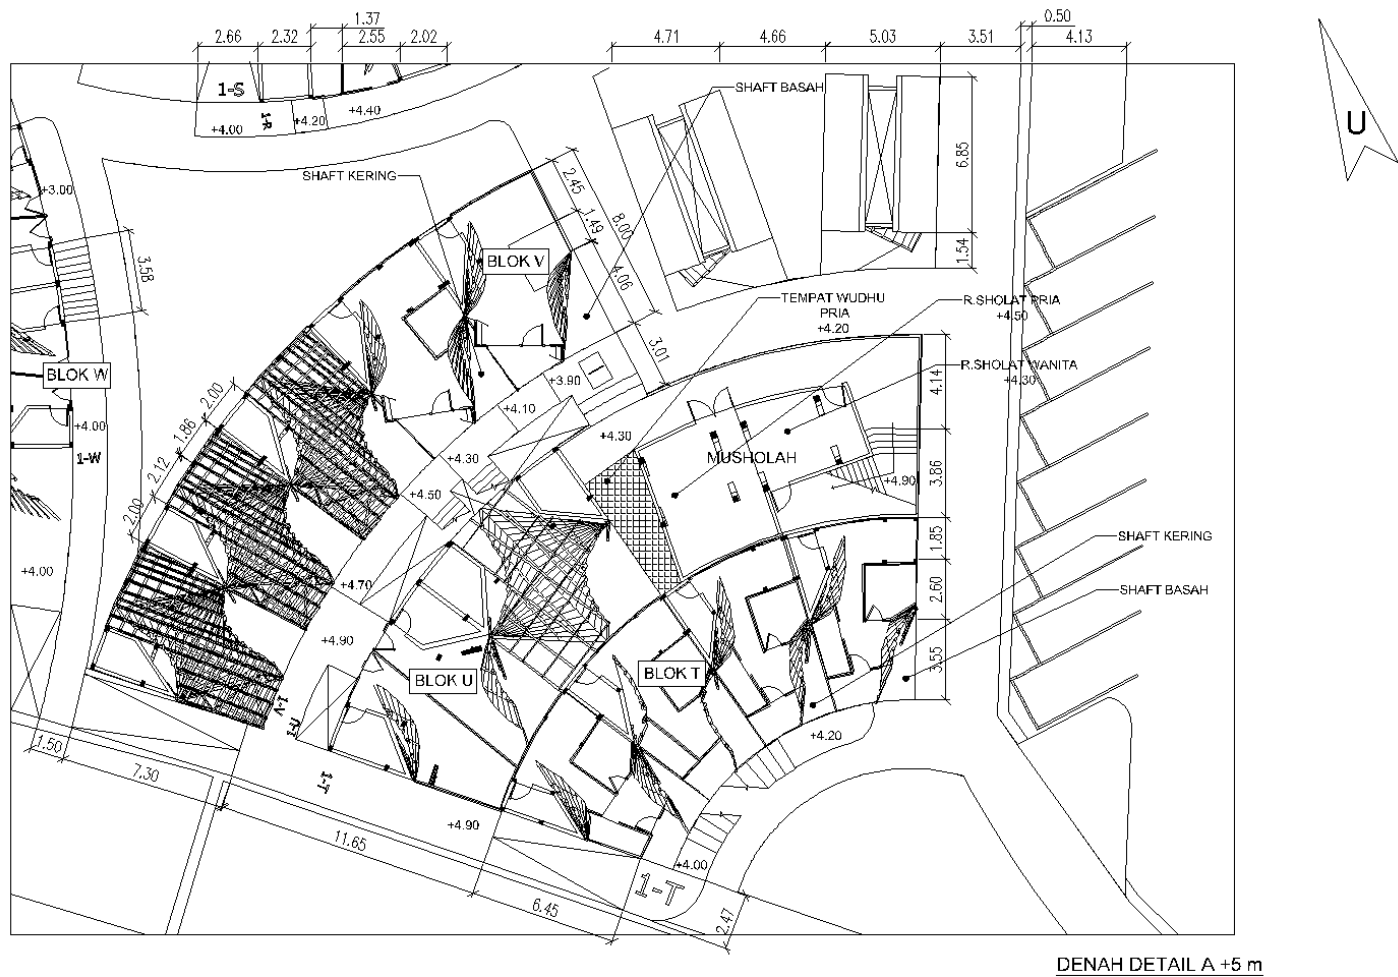 1.37
0.50
2.66
2.32
2.55
2.02
4.71
4.66
5.03
3.51
4.13
1-S
SHAFT BASAH
+4.40
1-R
+4.20
+4.00
U
6.85
SHAFT KERING
2.45
+3.00
1.49
8.00
1.54
3.58
BLOK V
4.06
TEMPAT WUDHU
PRIA
+4.20
R.SHOLAT PRIA
+4.50
3.01
R.SHOLAT WANITA
+4.30
4.14
BLOK W
2.00
+3.90
+4.10
+4.00
1.86
+4.30
1-W
+4.30
MUSHOLAH
3.86
2.12
+4.50
+4.90
2.00
1.85
SHAFT KERING
+4.00
+4.70
2.60
SHAFT BASAH
+4.90
3.55
BLOK U
BLOK T
1-V
+4.20
1.50
7.30
1-T
11.65
+4.90
+4.00
1-T
6.45
2.47
DENAH DETAIL A +5 m